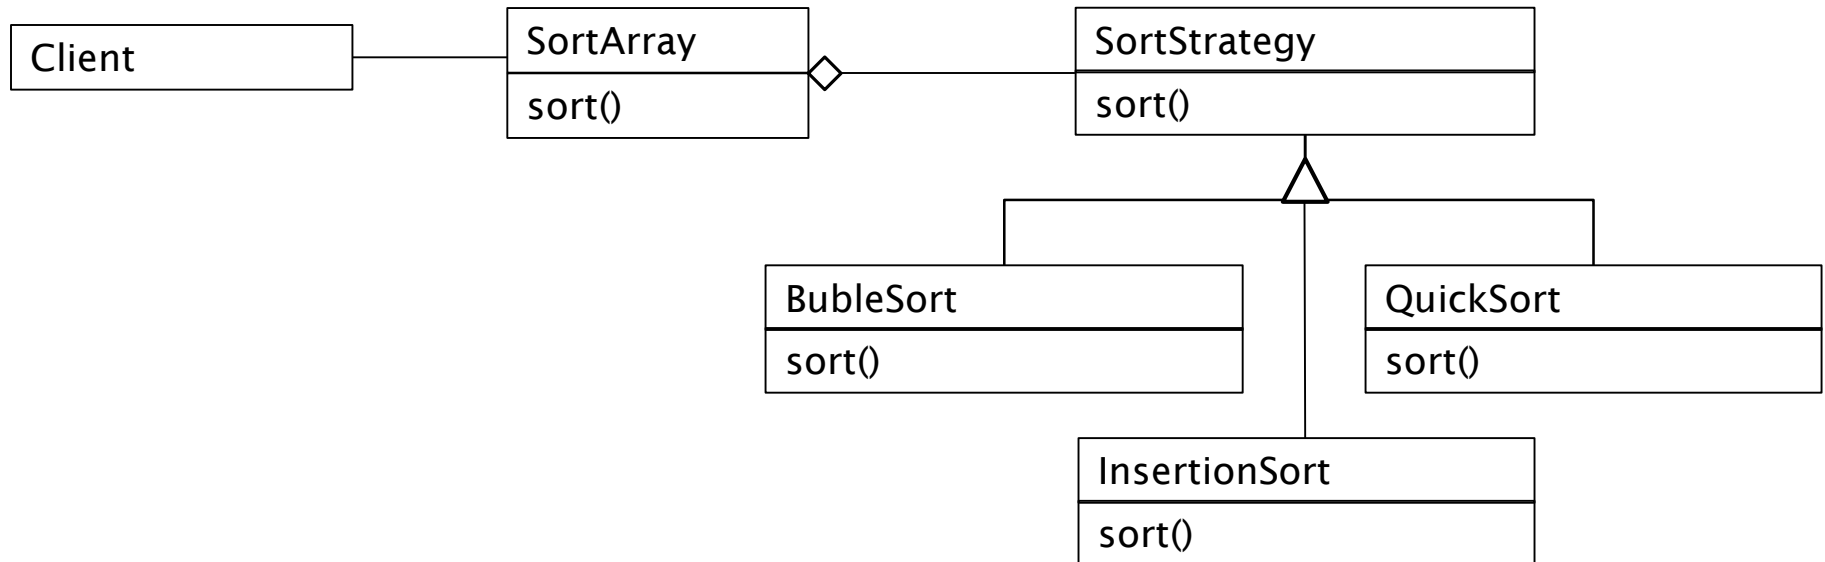 Client
SortArray
sort()
SortStrategy
sort()
BubleSort
sort()
QuickSort
sort()
InsertionSort
sort()